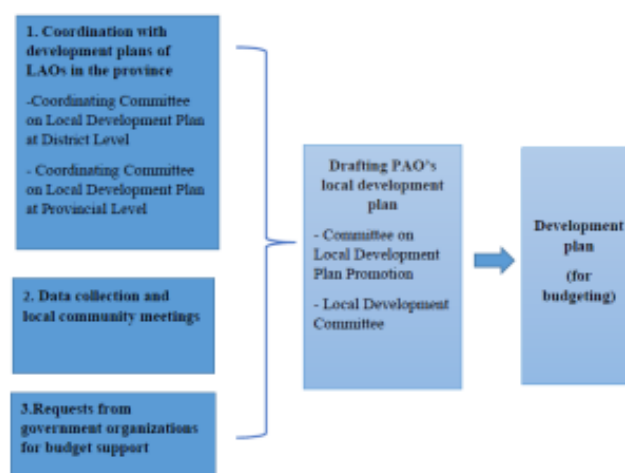 1. Coordination with
development plans of
LAOs in the province
-Coordinating Committee
on Local Development Plan
at District Level
- Coordinating Committee
on Local Development Plan
at Provincial Level
2. Data collection and
local community meetings
3.Requests from
government organizations
for budget support
Drafting PAO's
local development
plan
- Committee on
Local Development
Plan Promotion
- Local Development
Committee
Development
plan
(for
budgeting)